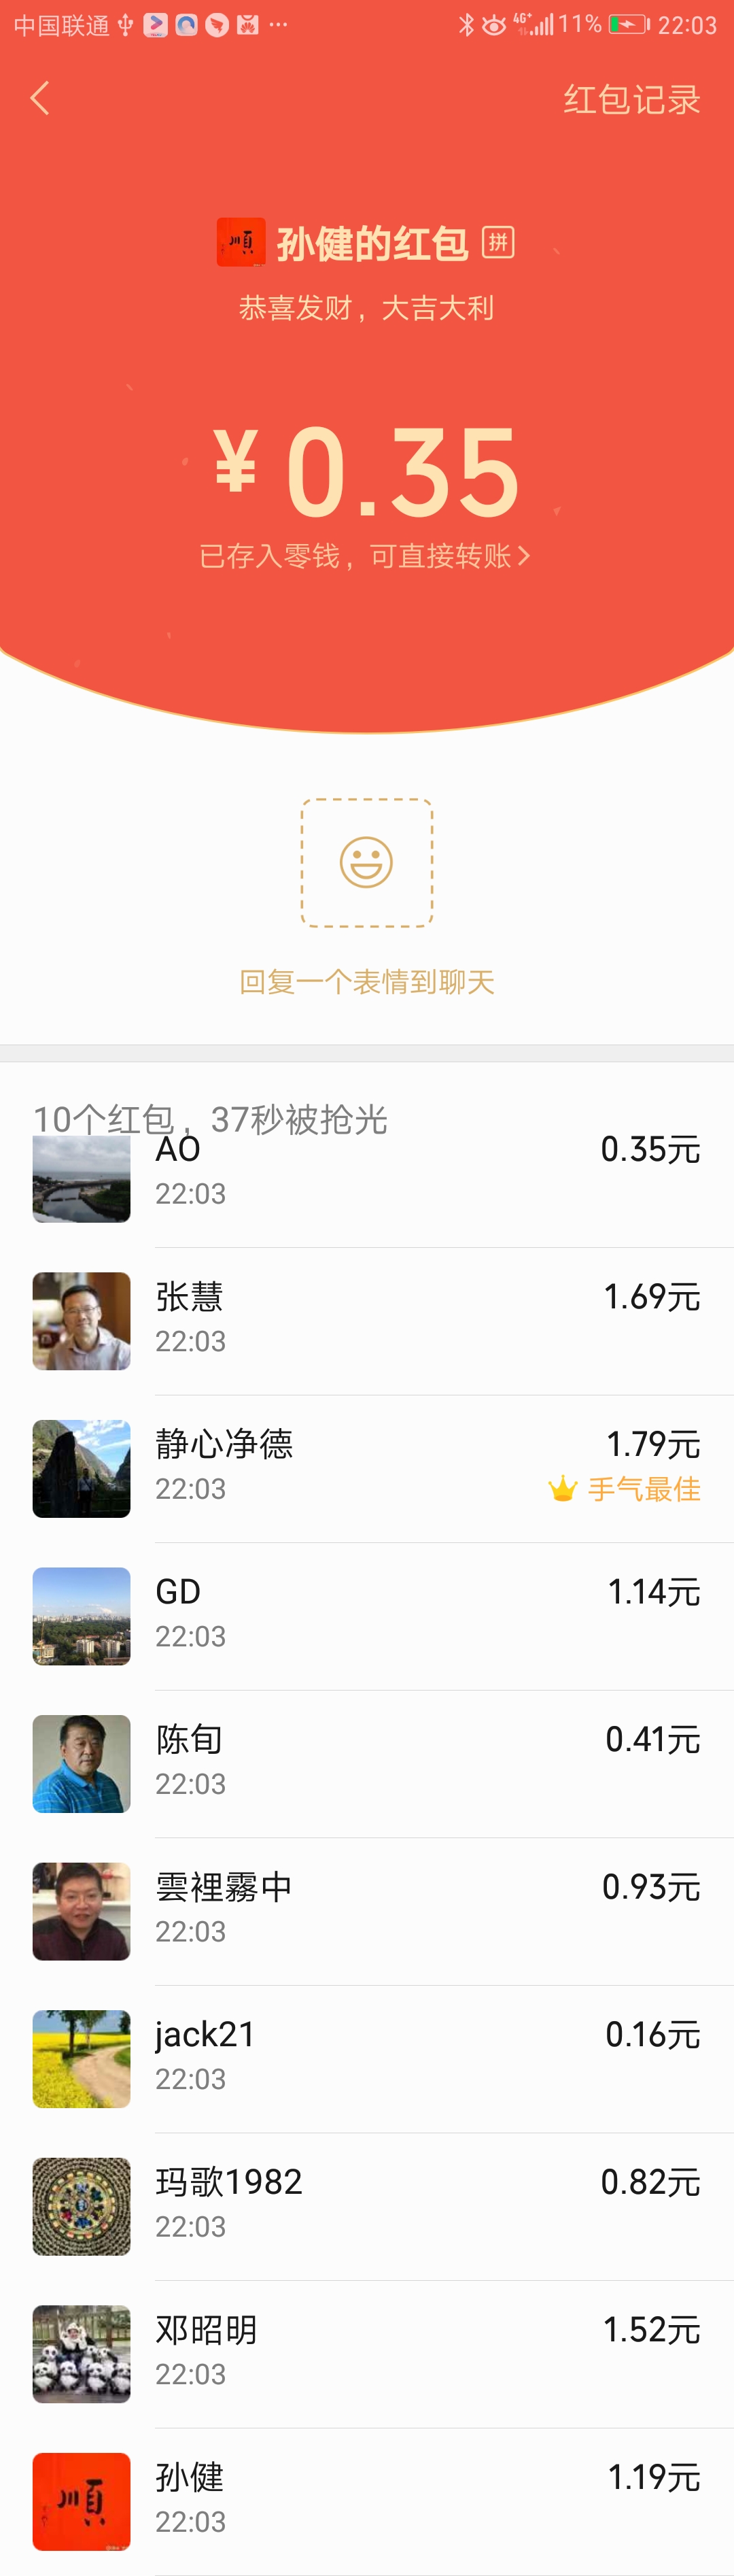 中国联通 4G+ 11% 22:03
红包记录
順 孙健的红包 拼
恭喜发财，大吉大利
¥0.35
已存入零钱，可直接转账
回复一个表情到聊天
10个红包，37秒被抢光
AO 0.35元
22:03
张慧 1.69元
22:03
静心净德 1.79元
22:03 手气最佳
GD 1.14元
22:03
陈旬 0.41元
22:03
雲裡霧中 0.93元
22:03
jack21 0.16元
22:03
玛歌1982 0.82元
22:03
邓昭明 1.52元
22:03
孙健 1.19元
22:03